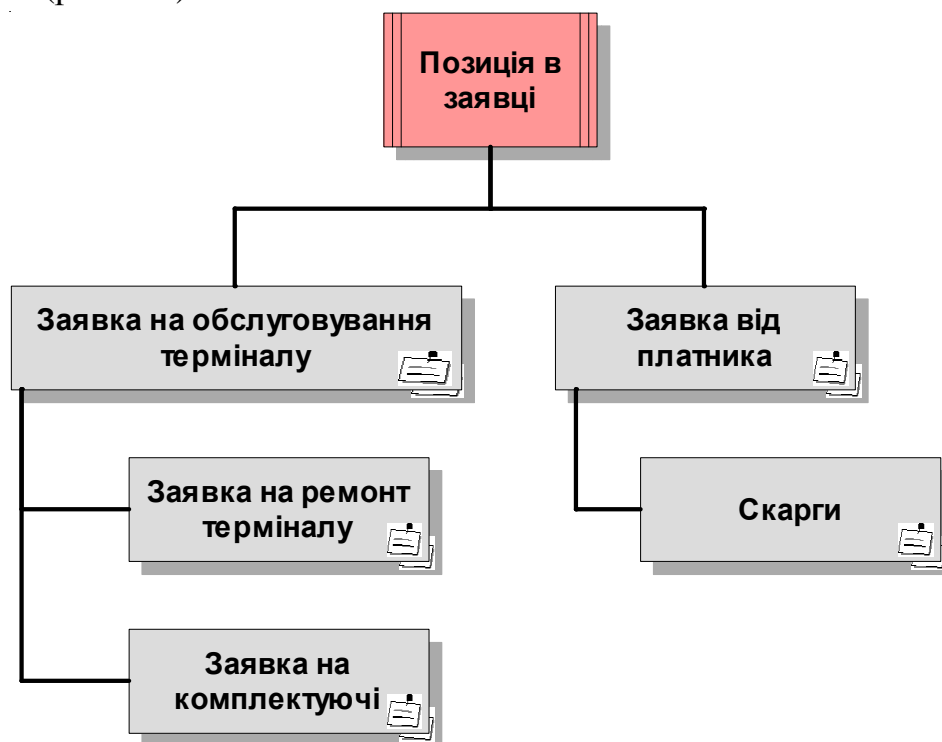 Позиція в
заявці
Заявка на обслуговування
терміналу
Заявка від
платника
Заявка на ремонт
терміналу
Скарги
Заявка на
комплектуючі